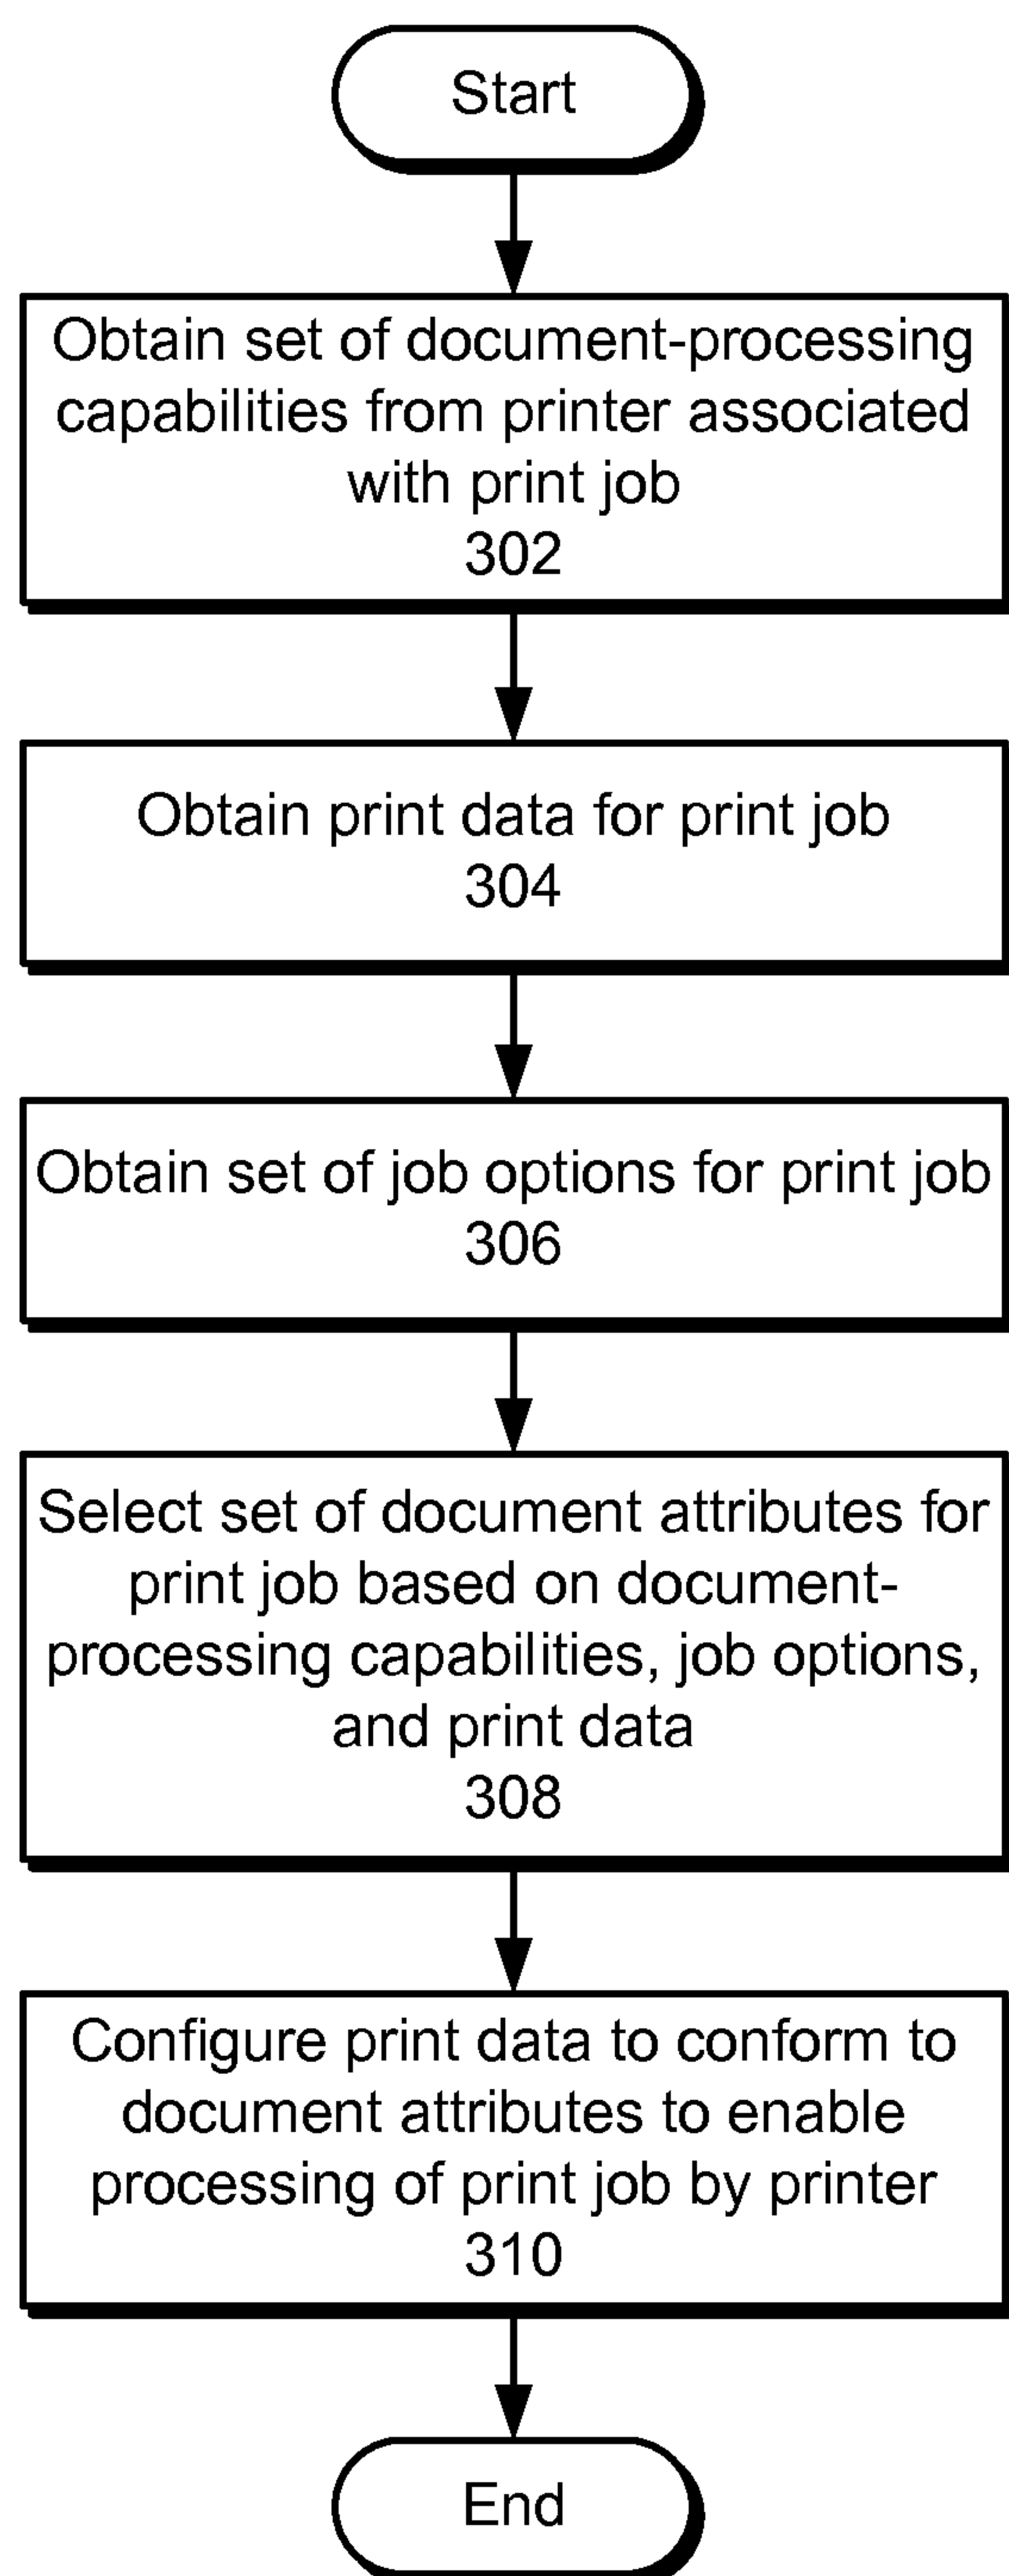 Start
Obtain set of document-processing
capabilities from printer associated
with print job
302
Obtain print data for print job
304
Obtain set of job options for print job
306
Select set of document attributes for
print job based on document-
processing capabilities, job options,
and print data
308
Configure print data to conform to
document attributes to enable
processing of print job by printer
310
End